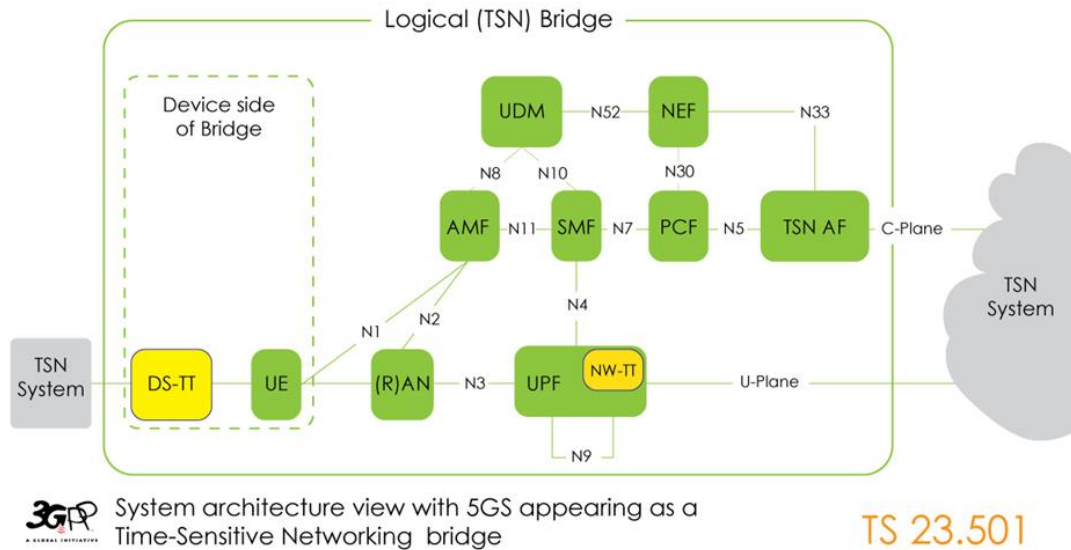 Logical (TSN) Bridge
Device side
of Bridge
UDM
N52
NEF
N33
N8
N10
N30
AMF
N11
SMF
N7
PCF
N5
TSN AF
C-Plane
TSN
System
N1
N2
N4
TSN
System
DS-TT
UE
(R)AN
N3
UPF
NW-TT
U-Plane
N9
3GPP
A GLOBAL INITIATIVE
System architecture view with 5GS appearing as a
Time-Sensitive Networking bridge
TS 23.501